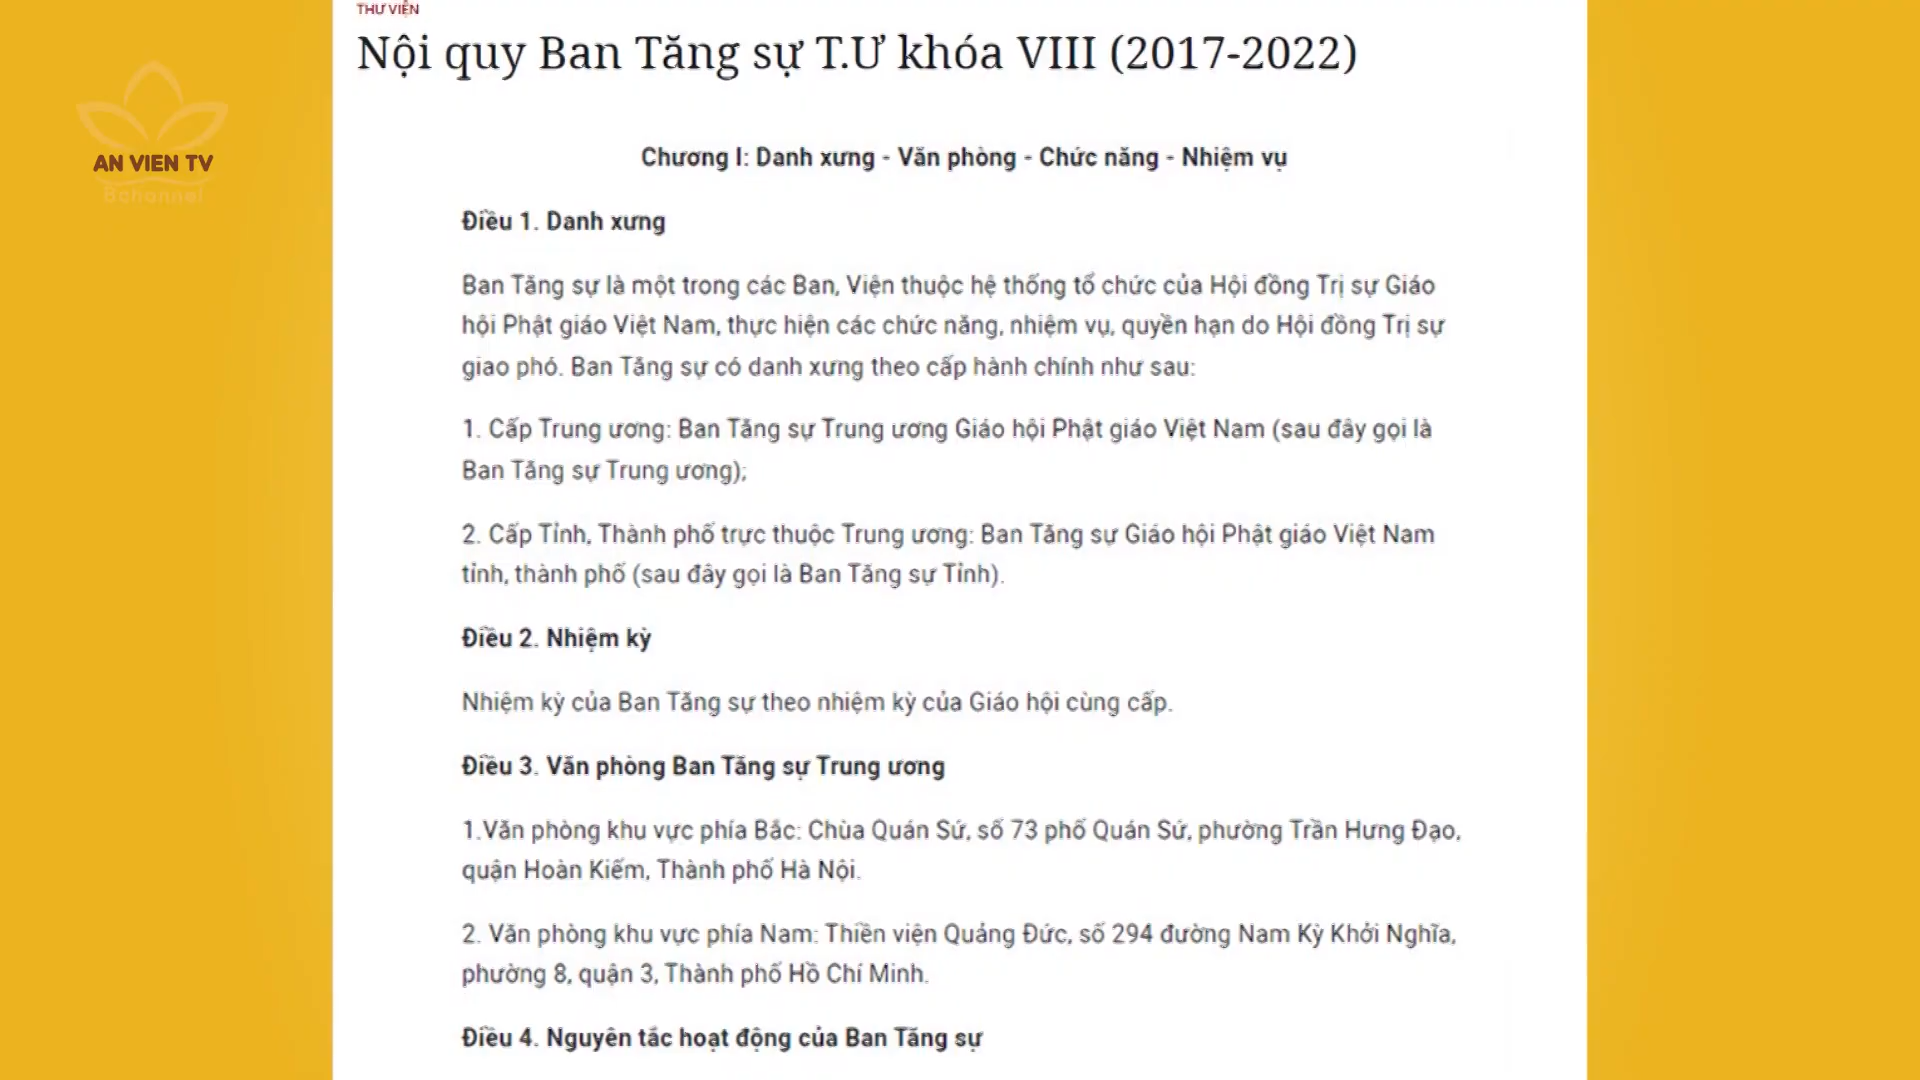 THƯ VIỆN
Nội quy Ban Tăng sự T.Ư khóa VIII (2017-2022)
AN VIEN TV
Bchannel
Chương I: Danh xưng - Văn phòng - Chức năng - Nhiệm vụ
Điều 1. Danh xưng
Ban Tăng sự là một trong các Ban, Viện thuộc hệ thống tổ chức của Hội đồng Trị sự Giáo
hội Phật giáo Việt Nam, thực hiện các chức năng, nhiệm vụ, quyền hạn do Hội đồng Trị sự
giao phó. Ban Tăng sự có danh xưng theo cấp hành chính như sau:
1. Cấp Trung ương: Ban Tăng sự Trung ương Giáo hội Phật giáo Việt Nam (sau đây gọi là
Ban Tăng sự Trung ương);
2. Cấp Tỉnh, Thành phố trực thuộc Trung ương: Ban Tăng sự Giáo hội Phật giáo Việt Nam
tỉnh, thành phố (sau đây gọi là Ban Tăng sự Tỉnh).
Điều 2. Nhiệm kỳ
Nhiệm kỳ của Ban Tăng sự theo nhiệm kỳ của Giáo hội cùng cấp.
Điều 3. Văn phòng Ban Tăng sự Trung ương
1.Văn phòng khu vực phía Bắc: Chùa Quán Sứ, số 73 phố Quán Sứ, phường Trần Hưng Đạo,
quận Hoàn Kiếm, Thành phố Hà Nội.
2. Văn phòng khu vực phía Nam: Thiền viện Quảng Đức, số 294 đường Nam Kỳ Khởi Nghĩa,
phường 8, quận 3, Thành phố Hồ Chí Minh.
Điều 4. Nguyên tắc hoạt động của Ban Tăng sự